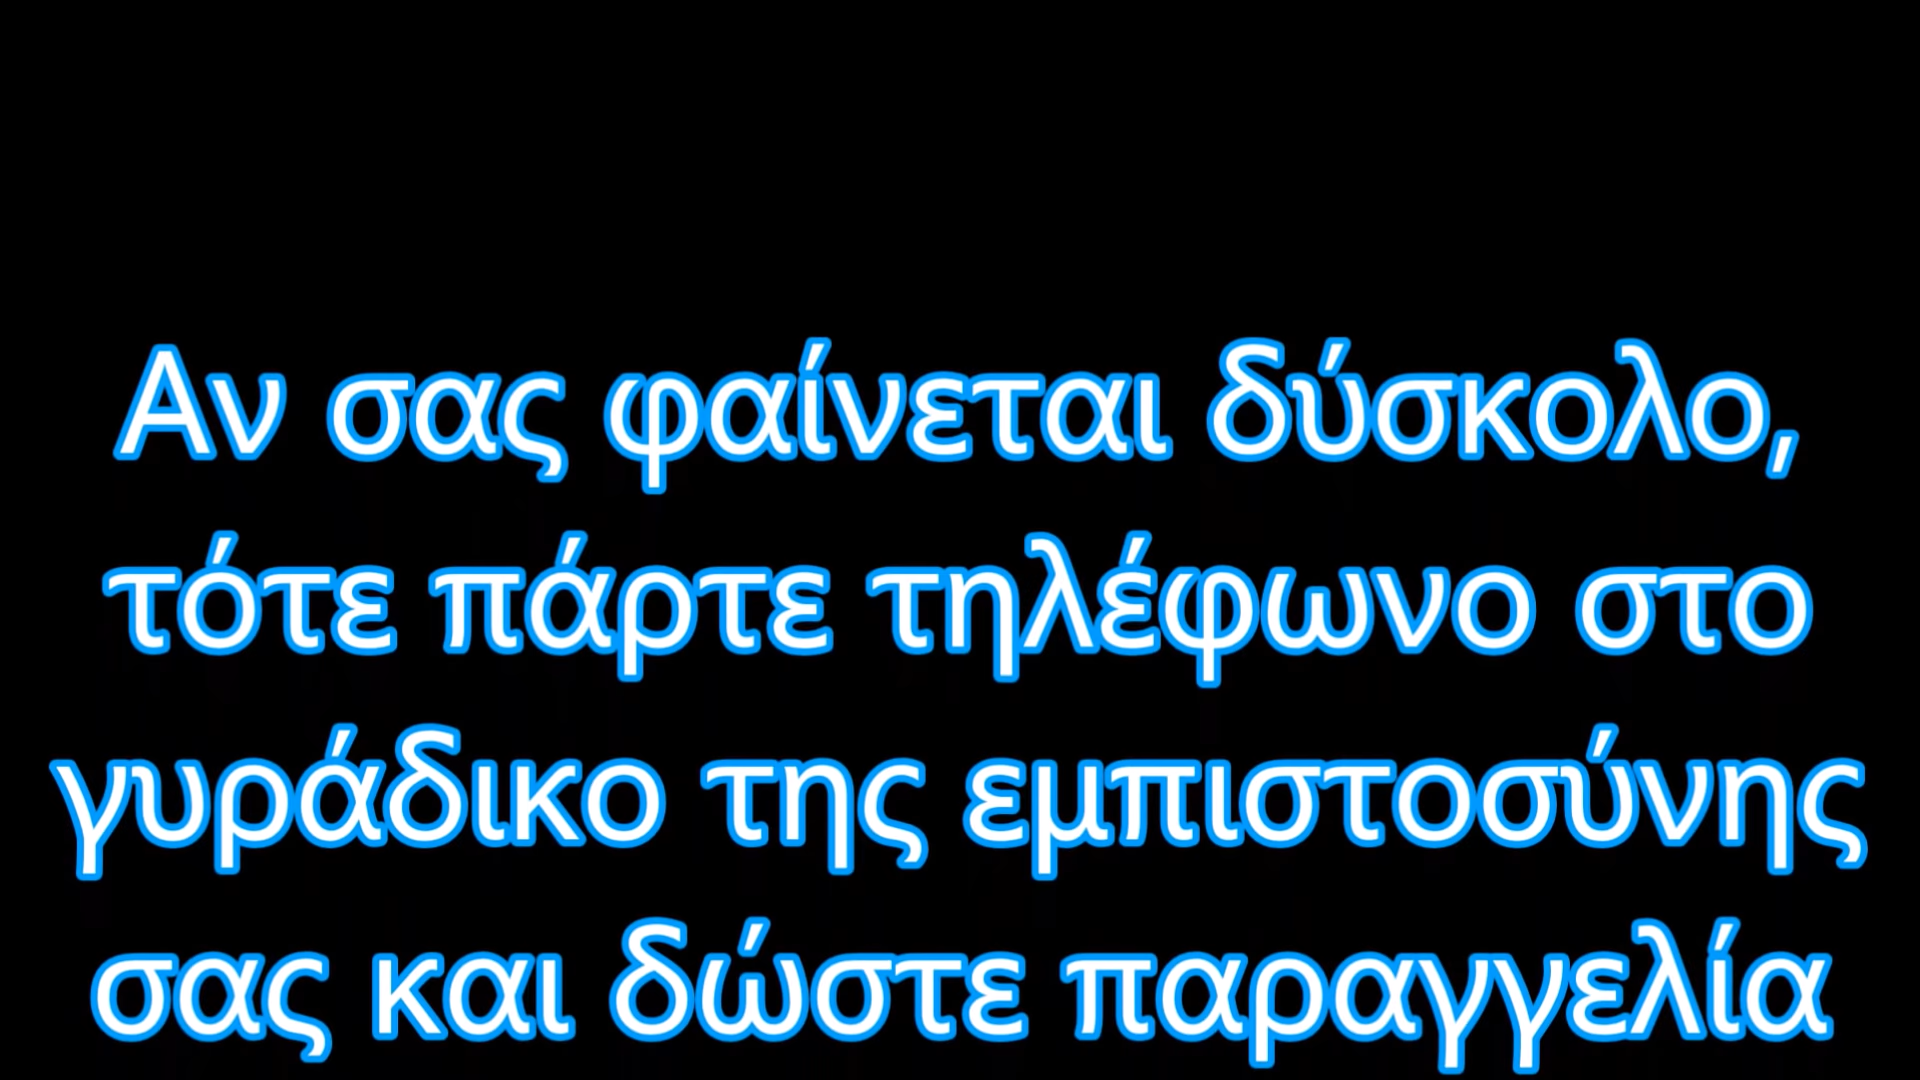 Αν σας φαίνεται δύσκολο,
τότε πάρτε τηλέφωνο στο
γυράδικο της εμπιστοσύνης
σας και δώστε παραγγελία